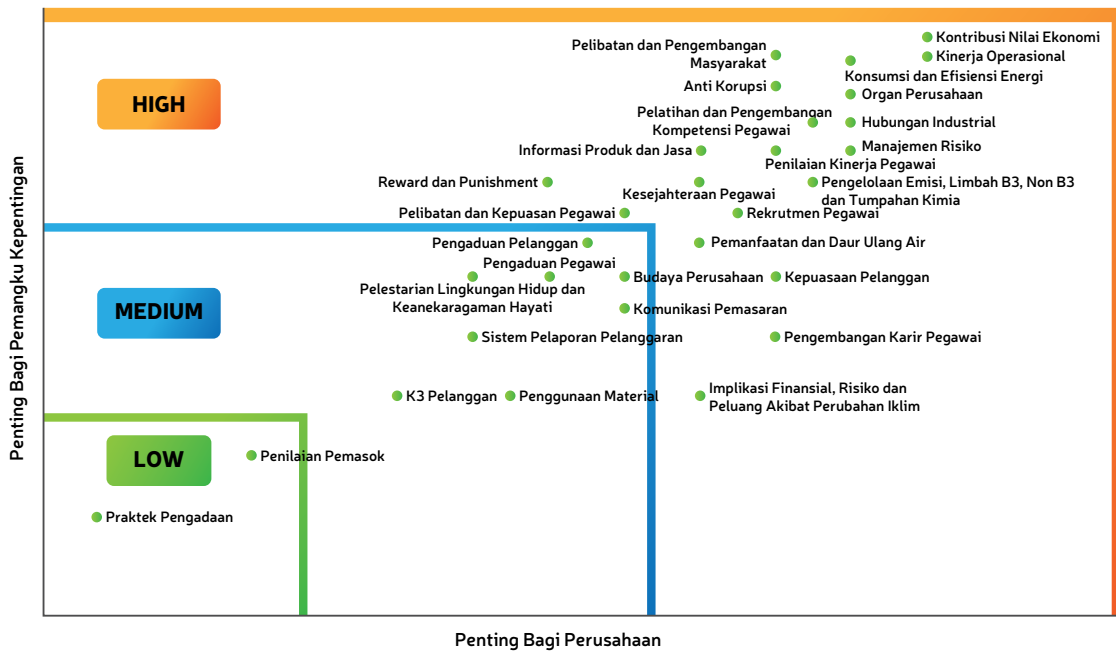 Penting Bagi Pemangku Kepentingan
HIGH
MEDIUM
LOW
Kontribusi Nilai Ekonomi
Kinerja Operasional
Pelibatan dan Pengembangan
Masyarakat
Konsumsi dan Efisiensi Energi
Anti Korupsi
Organ Perusahaan
Pelatihan dan Pengembangan
Kompetensi Pegawai
Hubungan Industrial
Informasi Produk dan Jasa
Manajemen Risiko
Penilaian Kinerja Pegawai
Reward dan Punishment
Kesejahteraan Pegawai
Pengelolaan Emisi, Limbah B3, Non B3
dan Tumpahan Kimia
Pelibatan dan Kepuasan Pegawai
Rekrutmen Pegawai
Pengaduan Pelanggan
Pemanfaatan dan Daur Ulang Air
Pengaduan Pegawai
Budaya Perusahaan
Kepuasaan Pelanggan
Pelestarian Lingkungan Hidup dan
Keanekaragaman Hayati
Komunikasi Pemasaran
Sistem Pelaporan Pelanggaran
Pengembangan Karir Pegawai
K3 Pelanggan
Penggunaan Material
Implikasi Finansial, Risiko dan
Peluang Akibat Perubahan Iklim
Penilaian Pemasok
Praktek Pengadaan
Penting Bagi Perusahaan